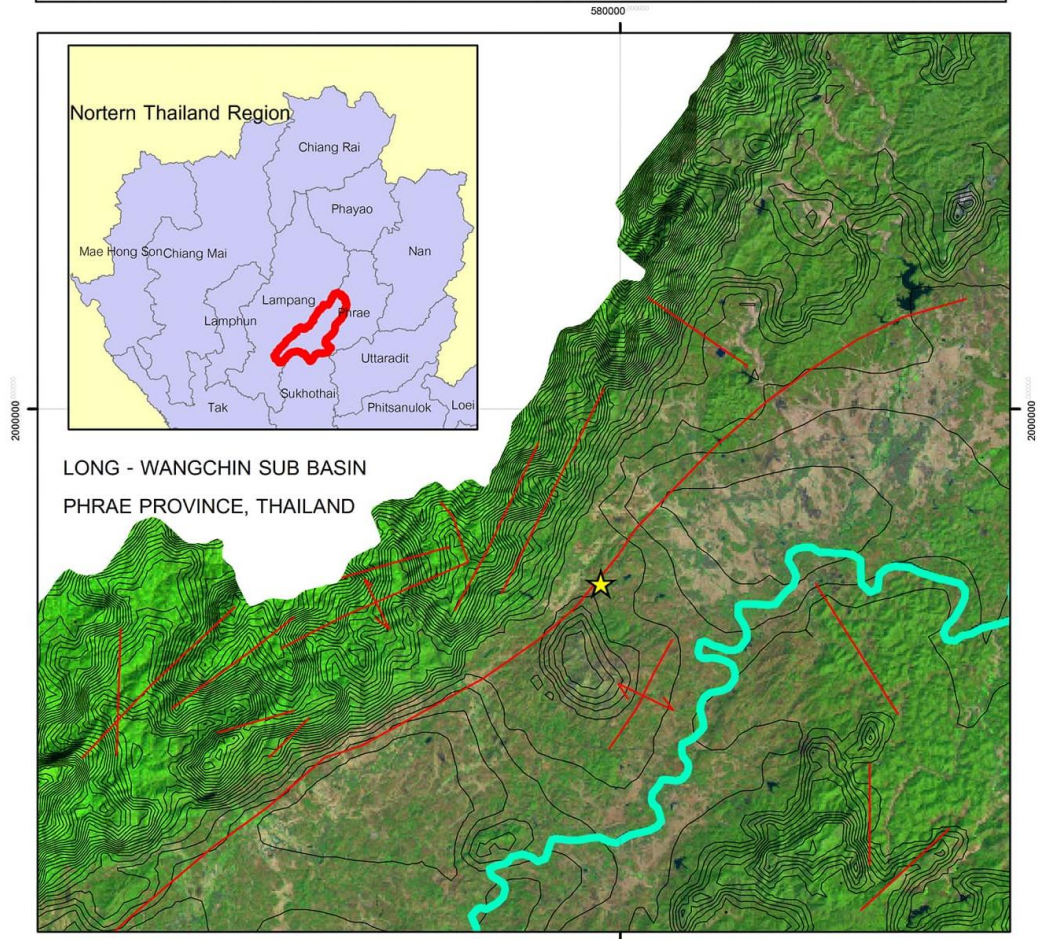 580000
Nortern Thailand Region
Chiang Rai
Phayao
Mae Hong Son
Chiang Mai
Nan
Lampang
Phrae
Lamphun
Uttaradit
Sukhothai
Tak
Phitsanulok
Loei
2000000
2000000
LONG - WANGCHIN SUB BASIN
PHRAE PROVINCE, THAILAND